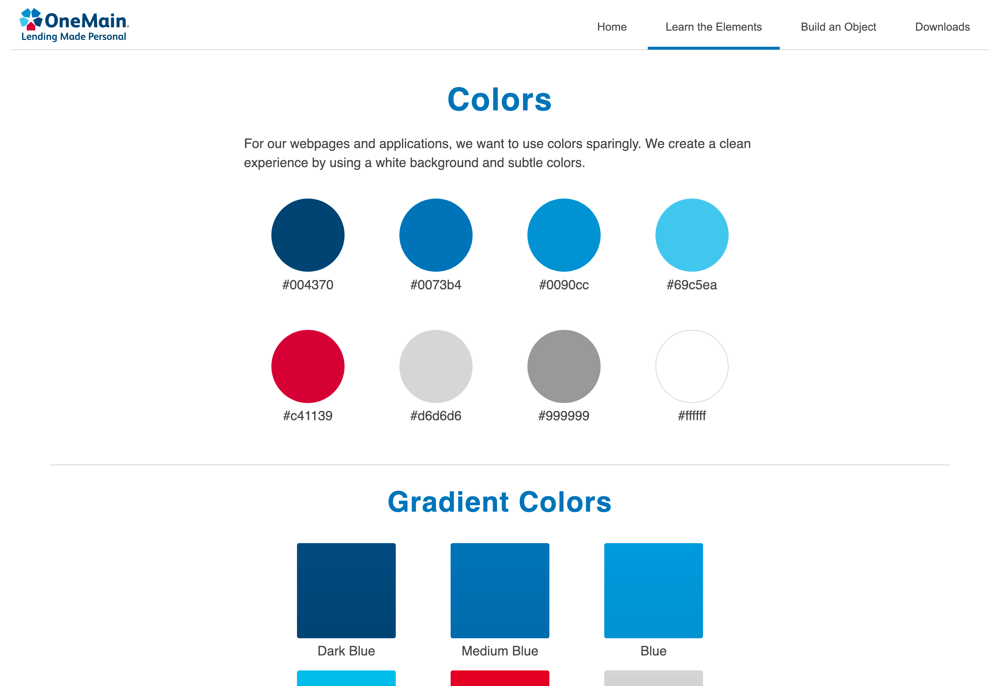 OneMain.
Lending Made Personal
Home
Learn the Elements
Build an Object
Downloads
Colors
For our webpages and applications, we want to use colors sparingly. We create a clean
experience by using a white background and subtle colors.
#004370
#0073b4
#0090cc
#69c5ea
#c41139
#d6d6d6
#999999
#ffffff
Gradient Colors
Dark Blue
Medium Blue
Blue